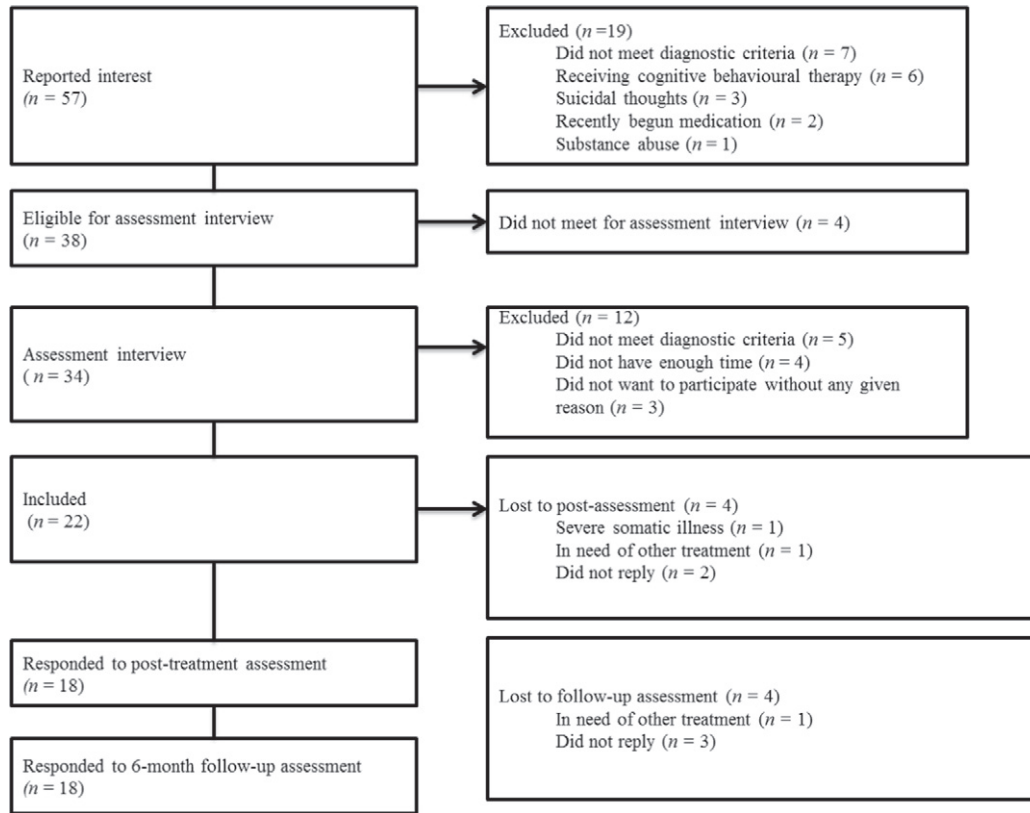 Reported interest
(n = 57)
Excluded (n =19)
Did not meet diagnostic criteria (n = 7)
Receiving cognitive behavioural therapy (n = 6)
Suicidal thoughts (n = 3)
Recently begun medication (n = 2)
Substance abuse (n = 1)
Eligible for assessment interview
(n = 38)
Did not meet for assessment interview (n = 4)
Assessment interview
( n = 34)
Excluded (n = 12)
Did not meet diagnostic criteria (n = 5)
Did not have enough time (n = 4)
Did not want to participate without any given
reason (n = 3)
Included
(n = 22)
Lost to post-assessment (n = 4)
Severe somatic illness (n = 1)
In need of other treatment (n = 1)
Did not reply (n = 2)
Responded to post-treatment assessment
(n = 18)
Lost to follow-up assessment (n = 4)
In need of other treatment (n = 1)
Did not reply (n = 3)
Responded to 6-month follow-up assessment
(n = 18)